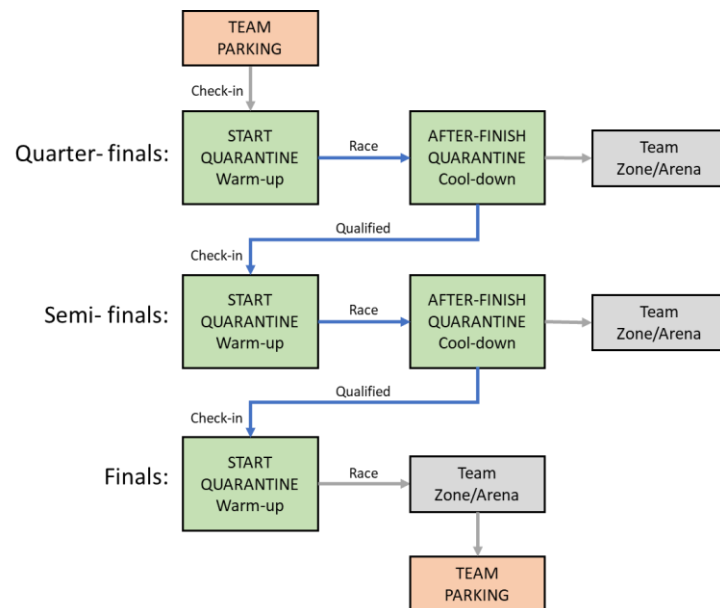 TEAM
PARKING
Check-in
Quarter- finals:
START
QUARANTINE
Warm-up
Race
AFTER-FINISH
QUARANTINE
Cool-down
Team
Zone/Arena
Qualified
Check-in
Semi- finals:
START
QUARANTINE
Warm-up
Race
AFTER-FINISH
QUARANTINE
Cool-down
Team
Zone/Arena
Qualified
Check-in
Finals:
START
QUARANTINE
Warm-up
Race
Team
Zone/Arena
TEAM
PARKING